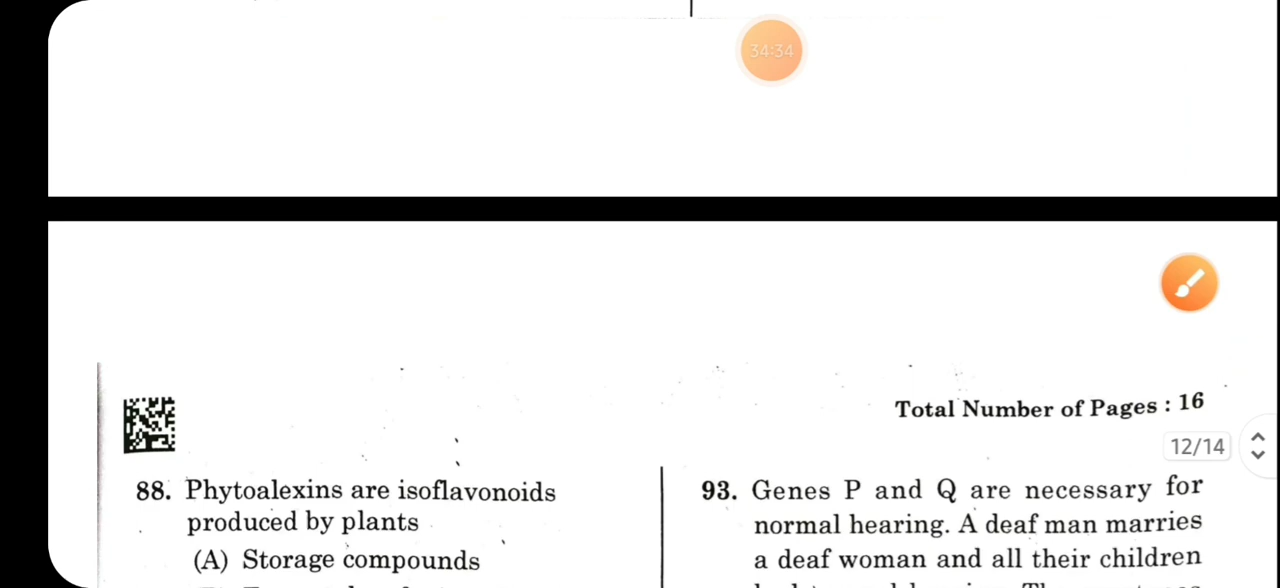 34:34
Total Number of Pages : 16
12/14
88. Phytoalexins are isoflavonoids
produced by plants
(A) Storage compounds
93. Genes P and Q are necessary for
normal hearing. A deaf man marries
a deaf woman and all their children